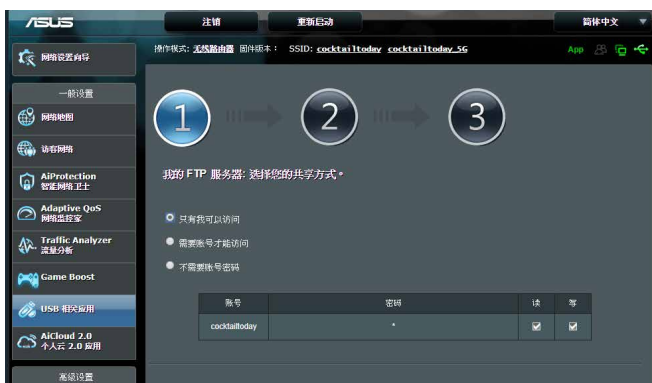 ASUS
注销
重新启动
简体中文
操作模式: 无线路由器 固件版本: SSID: cocktailtoday cocktailtoday_5G
App
网络设置向导
一般设置
网络地图
访客网络
AiProtection
智能网络卫士
Adaptive QoS
网络监控家
Traffic Analyzer
流量分析
Game Boost
USB 相关应用
AiCloud 2.0
个人云 2.0 应用
高级设置
1
2
3
我的 FTP 服务器: 选择您的共享方式。
只有我可以访问
需要账号才能访问
不需要账号密码
账号 密码 读 写
cocktailtoday *